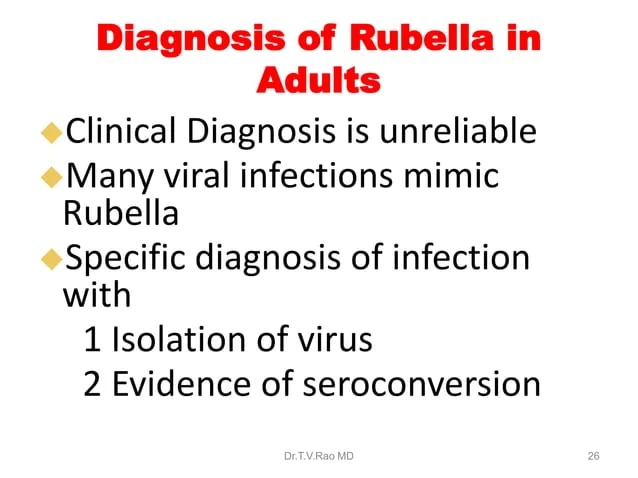 Diagnosis of Rubella in
Adults
Clinical Diagnosis is unreliable
Many viral infections mimic
Rubella
Specific diagnosis of infection
with
1 Isolation of virus
2 Evidence of seroconversion
Dr.T.V.Rao MD
26